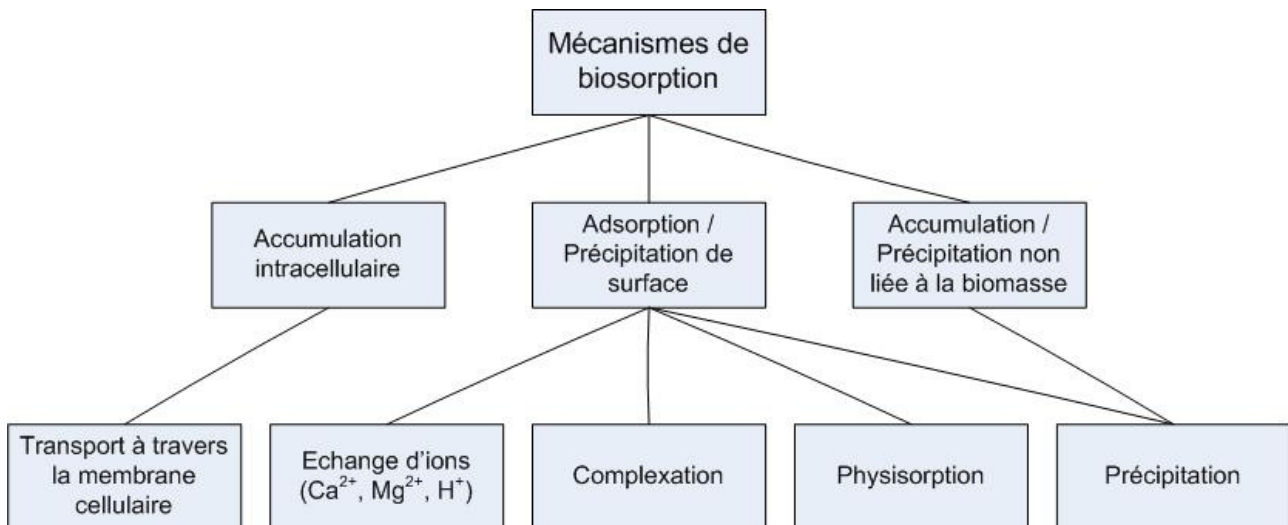 Mécanismes de
biosorption
Accumulation
intracellulaire
Adsorption /
Précipitation de
surface
Accumulation /
Précipitation non
liée à la biomasse
Transport à travers
la membrane
cellulaire
Echange d'ions
(Ca²⁺, Mg²⁺, H⁺)
Complexation
Physisorption
Précipitation